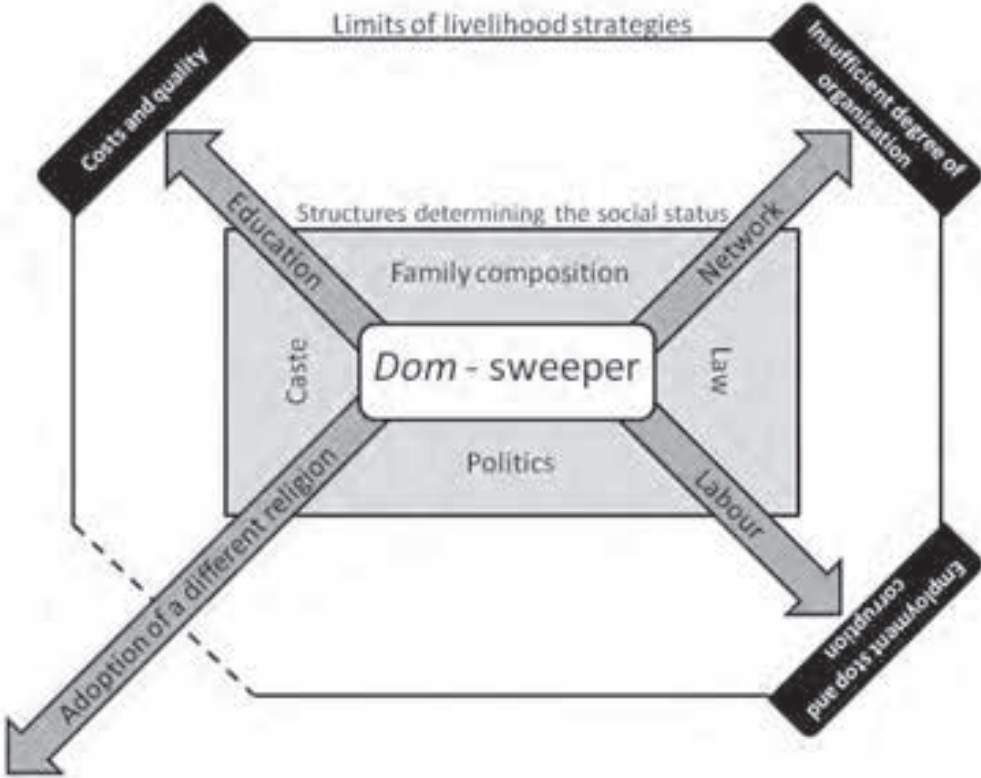 Limits of livelihood strategies
Costs and quality
Insufficient degree of
organisation
Education
Structures determining the social status
Network
Family composition
Caste
Dom - sweeper
Law
Politics
Labour
Adoption of a different religion
Employment stop and
corruption